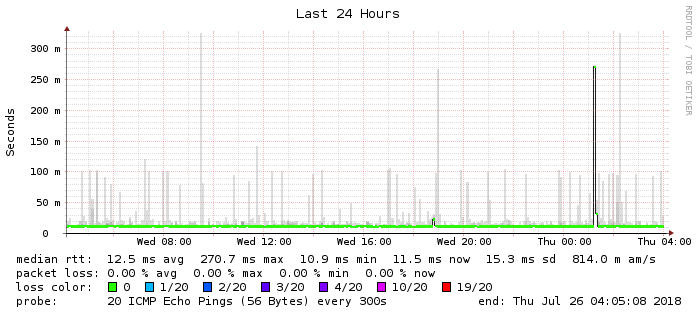 Last 24 Hours
RRDTOOL / TOBI OETIKER
Seconds
300 m
250 m
200 m
150 m
100 m
50 m
0
Wed 08:00 Wed 12:00 Wed 16:00 Wed 20:00 Thu 00:00 Thu 04:00
median rtt: 12.5 ms avg 270.7 ms max 10.9 ms min 11.5 ms now 15.3 ms sd 814.0 m am/s
packet loss: 0.00 % avg 0.00 % max 0.00 % min 0.00 % now
loss color: 0 1/20 2/20 3/20 4/20 10/20 19/20
probe: 20 ICMP Echo Pings (56 Bytes) every 300s end: Thu Jul 26 04:05:08 2018